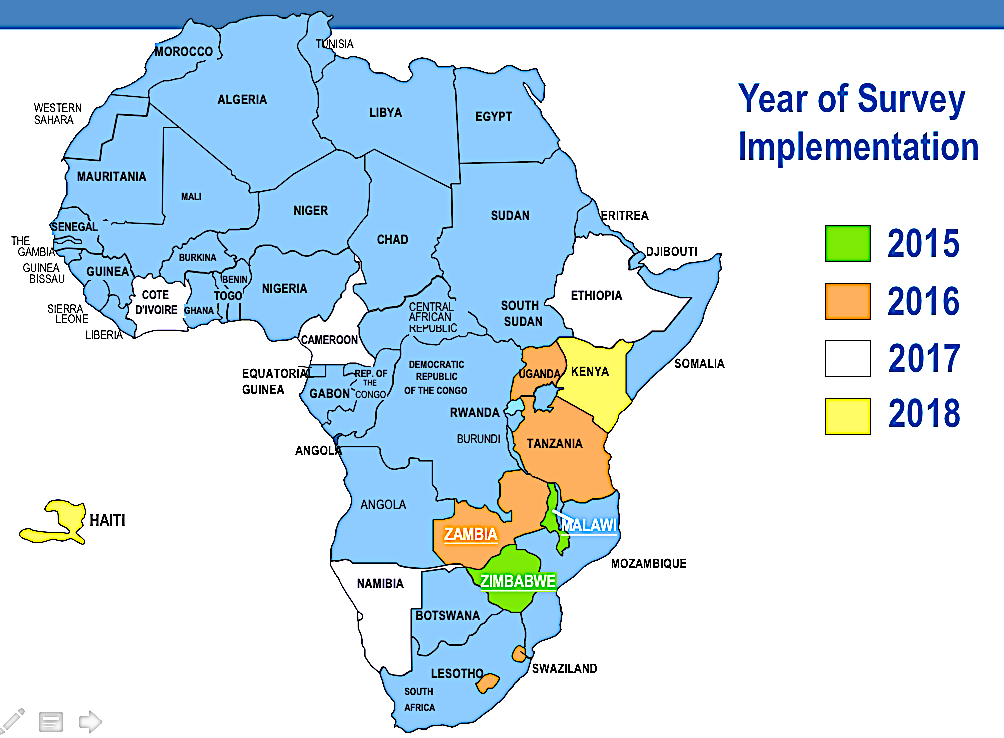 Year of Survey
Implementation
2015
2016
2017
2018
TUNISIA
MOROCCO
ALGERIA
LIBYA
EGYPT
WESTERN
SAHARA
MAURITANIA
MALI
NIGER
CHAD
SUDAN
ERITREA
SENEGAL
THE
GAMBIA
GUINEA
BISSAU
GUINEA
BURKINA
BENIN
TOGO
NIGERIA
DJIBOUTI
COTE
D'IVOIRE
GHANA
SIERRA
LEONE
LIBERIA
CENTRAL
AFRICAN
REPUBLIC
SOUTH
SUDAN
ETHIOPIA
CAMEROON
SOMALIA
EQUATORIAL
GUINEA
GABON
REP. OF
THE
CONGO
DEMOCRATIC
REPUBLIC
OF THE CONGO
UGANDA
KENYA
RWANDA
BURUNDI
TANZANIA
ANGOLA
ANGOLA
HAITI
ZAMBIA
MALAWI
MOZAMBIQUE
NAMIBIA
ZIMBABWE
BOTSWANA
LESOTHO
SWAZILAND
SOUTH
AFRICA